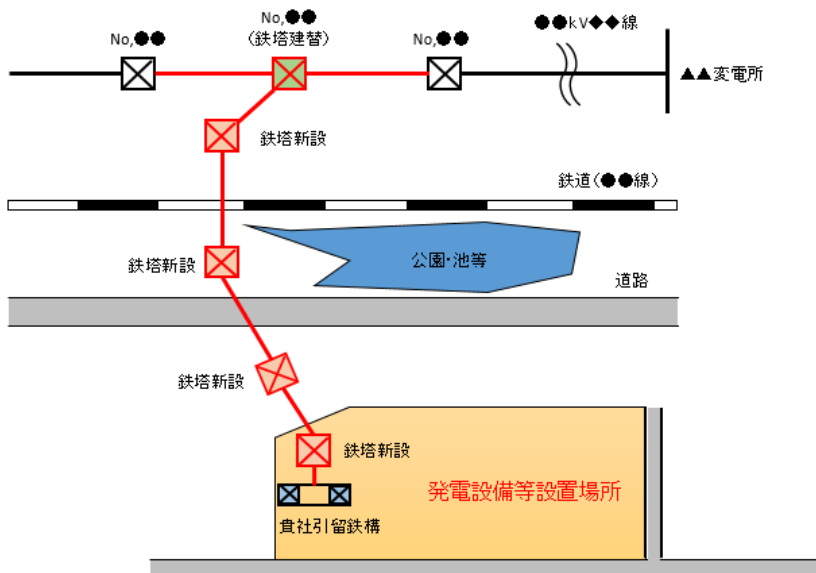 No,●●
(鉄塔建替)
No,●●
No,●●
●●kV◆◆線
▲▲変電所
鉄塔新設
鉄道(●●線)
鉄塔新設
公園・池等
道路
鉄塔新設
鉄塔新設
発電設備等設置場所
貴社引留鉄構